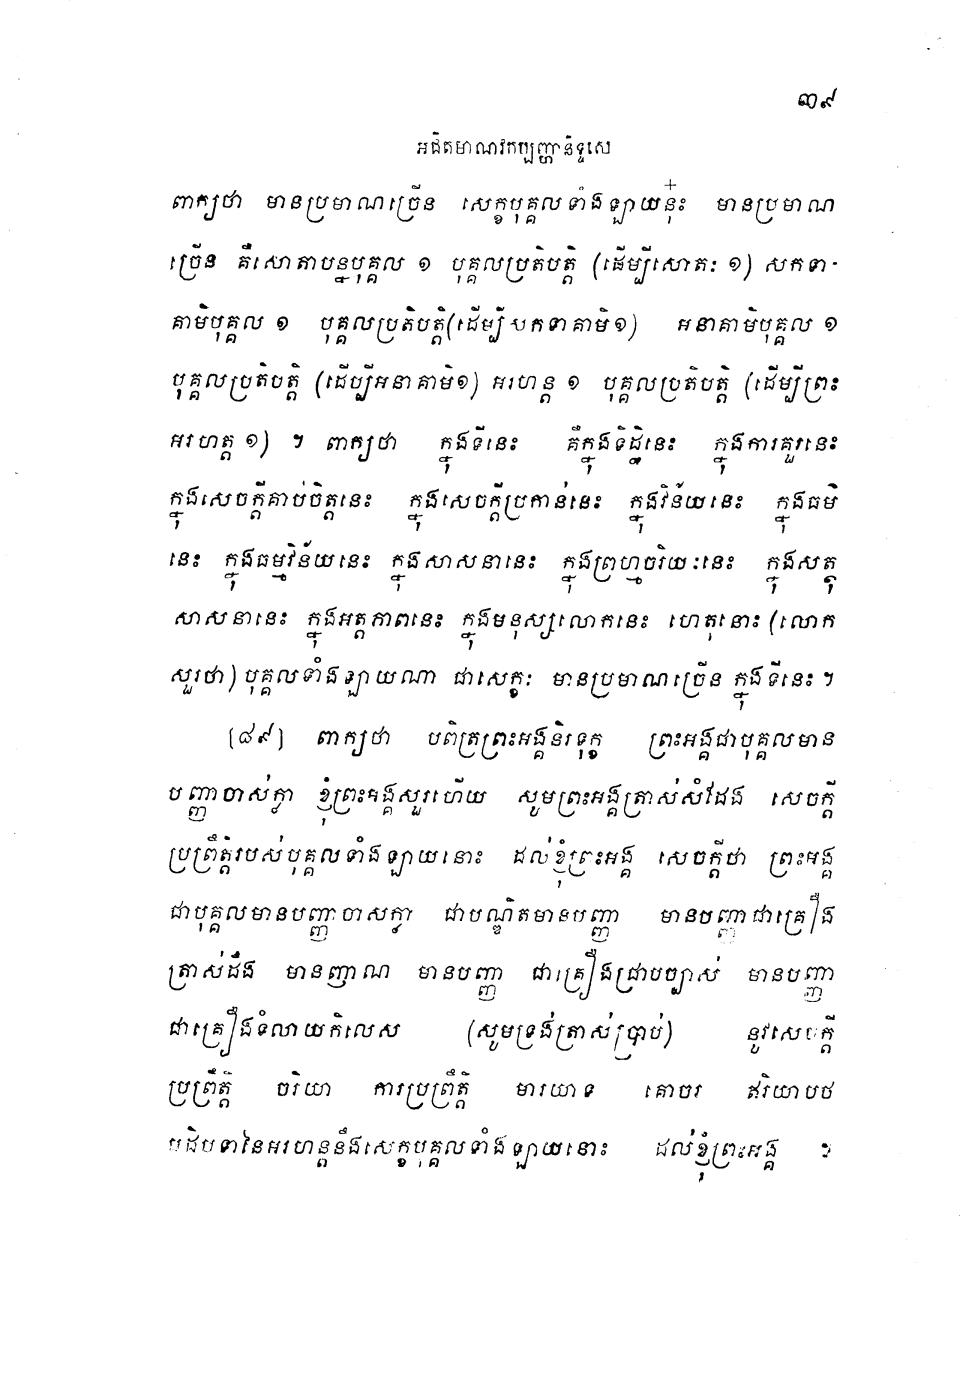 ៣៩
អជិតមាណវកប្បញ្ហានិទ្ទេស
ពាក្យថា មានប្រមាណច្រើន សេក្ខបុគ្គលទាំងឡាយនុ៎ះ មានប្រមាណ
ច្រើន គឺសោតាបន្នបុគ្គល ១ បុគ្គលប្រតិបត្តិ (ដើម្បីសោតៈ ១) សកទា-
គាមិបុគ្គល ១ បុគ្គលប្រតិបត្តិ(ដើម្បីសកទាគាមិ១) អនាគាមិបុគ្គល ១
បុគ្គលប្រតិបត្តិ (ដើប្បីអនាគាមិ១) អរហន្ត ១ បុគ្គលប្រតិបត្តិ (ដើម្បីព្រះ
អរហត្ត ១) ។ ពាក្យថា ក្នុងទីនេះ គឺក្នុងទិដ្ឋិនេះ ក្នុងការគួរនេះ
ក្នុងសេចក្តីគាប់ចិត្តនេះ ក្នុងសេចក្តីប្រកាន់នេះ ក្នុងវិន័យនេះ ក្នុងធម៌
នេះ ក្នុងធម្មវិន័យនេះ ក្នុងសាសនានេះ ក្នុងព្រហ្មចរិយៈនេះ ក្នុងសត្ថុ
សាសនានេះ ក្នុងអត្តភាពនេះ ក្នុងមនុស្សលោកនេះ ហេតុនោះ (លោក
សួរថា) បុគ្គលទាំងឡាយណា ជាសេក្ខៈ មានប្រមាណច្រើន ក្នុងទីនេះ ។
[៨៩] ពាក្យថា បពិត្រព្រះអង្គនិរទុក្ខ ព្រះអង្គជាបុគ្គលមាន
បញ្ញាចាស់ក្លា ខ្ញុំព្រះអង្គសួរហើយ សូមព្រះអង្គត្រាស់សំដែង សេចក្តី
ប្រព្រឹត្តិរបស់បុគ្គលទាំងឡាយនោះ ដល់ខ្ញុំព្រះអង្គ សេចក្តីថា ព្រះអង្គ
ជាបុគ្គលមានបញ្ញាចាស់ក្លា ជាបណ្ឌិតមានបញ្ញា មានបញ្ញាជាគ្រឿង
ត្រាស់ដឹង មានញាណ មានបញ្ញា ជាគ្រឿងជ្រាបច្បាស់ មានបញ្ញា
ជាគ្រឿងទំលាយកិលេស (សូមទ្រង់ត្រាស់ប្រាប់) នូវសេចក្តី
ប្រព្រឹត្តិ ចរិយា ការប្រព្រឹត្តិ មារយាទ គោចរ ឥរិយាបថ
បដិបទានៃអរហន្តនឹងសេក្ខបុគ្គលទាំងឡាយនោះ ដល់ខ្ញុំព្រះអង្គ ។